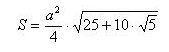 S = a²/4 · √(25+10·√5)